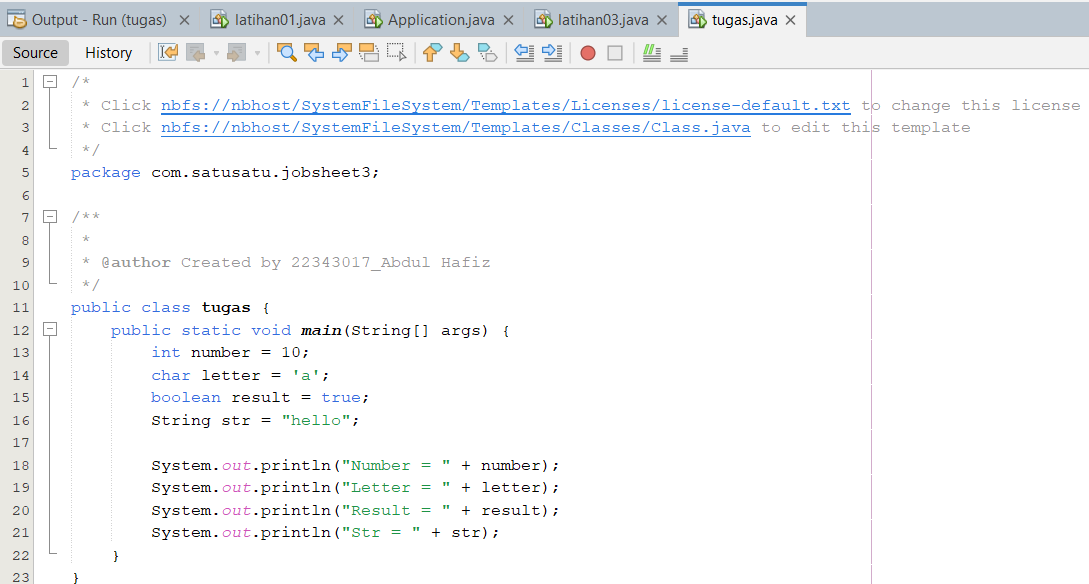 Output - Run (tugas) × latihan01.java × Application.java × latihan03.java × tugas.java ×
Source History
1 /*
2 * Click nbfs://nbhost/SystemFileSystem/Templates/Licenses/license-default.txt to change this license
3 * Click nbfs://nbhost/SystemFileSystem/Templates/Classes/Class.java to edit this template
4 */
5 package com.satusatu.jobsheet3;
6
7 /**
8 *
9 * @author Created by 22343017_Abdul Hafiz
10 */
11 public class tugas {
12 public static void main(String[] args) {
13 int number = 10;
14 char letter = 'a';
15 boolean result = true;
16 String str = "hello";
17
18 System.out.println("Number = " + number);
19 System.out.println("Letter = " + letter);
20 System.out.println("Result = " + result);
21 System.out.println("Str = " + str);
22 }
23 }